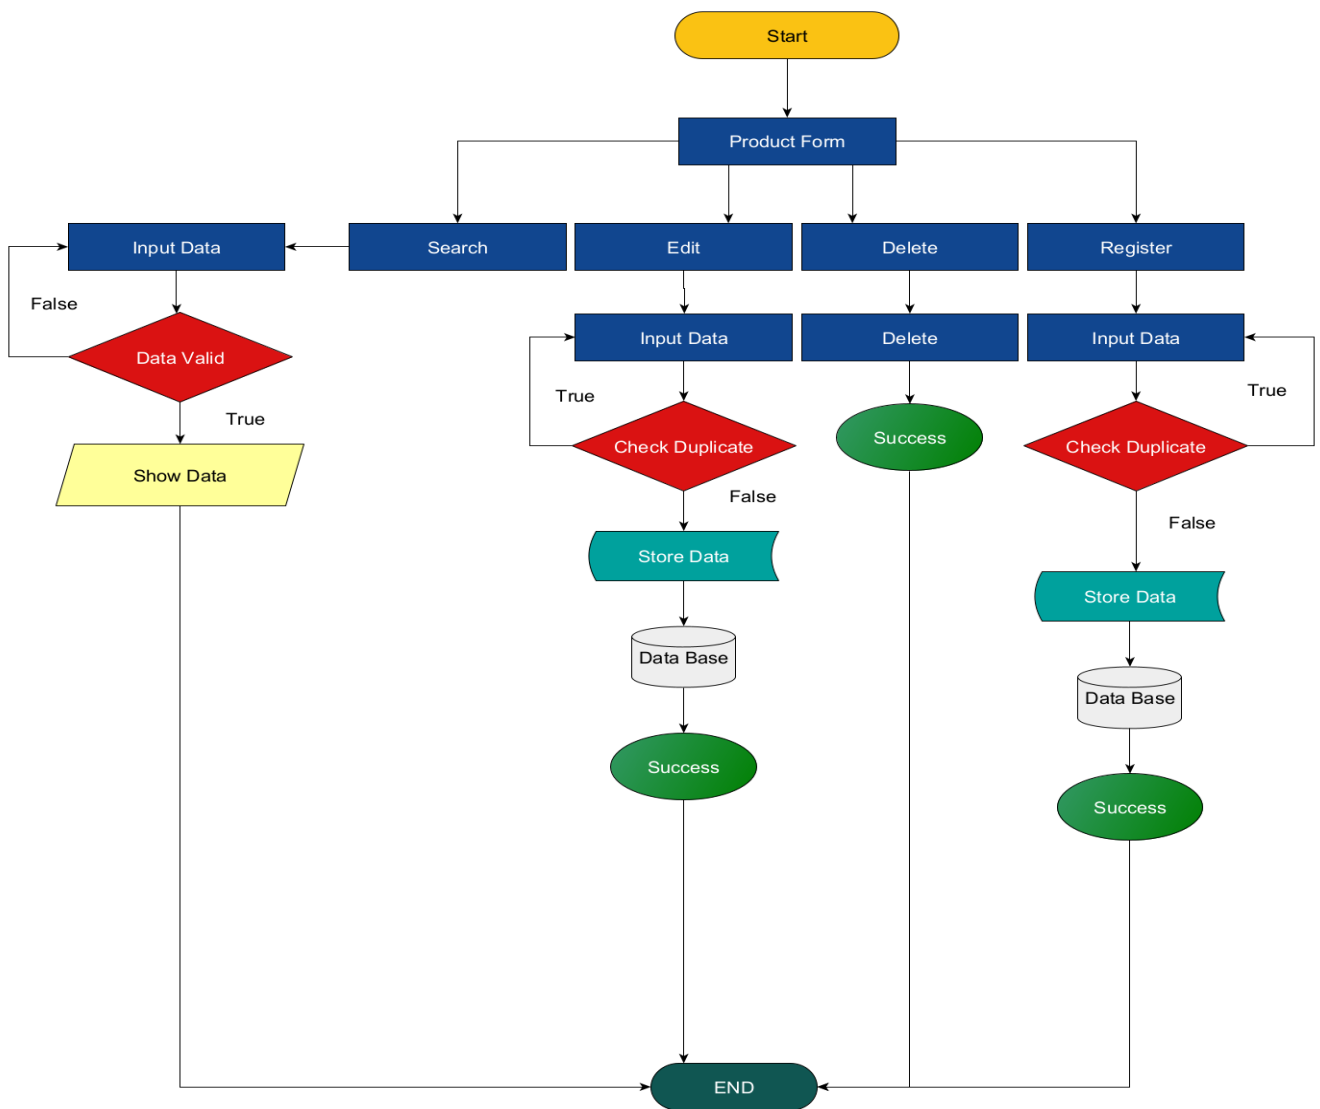 Start
Product Form
Input Data
Search
Edit
Delete
Register
False
Input Data
Delete
Input Data
Data Valid
True
True
True
Success
Check Duplicate
Check Duplicate
Show Data
False
False
Store Data
Store Data
Data Base
Data Base
Success
Success
END